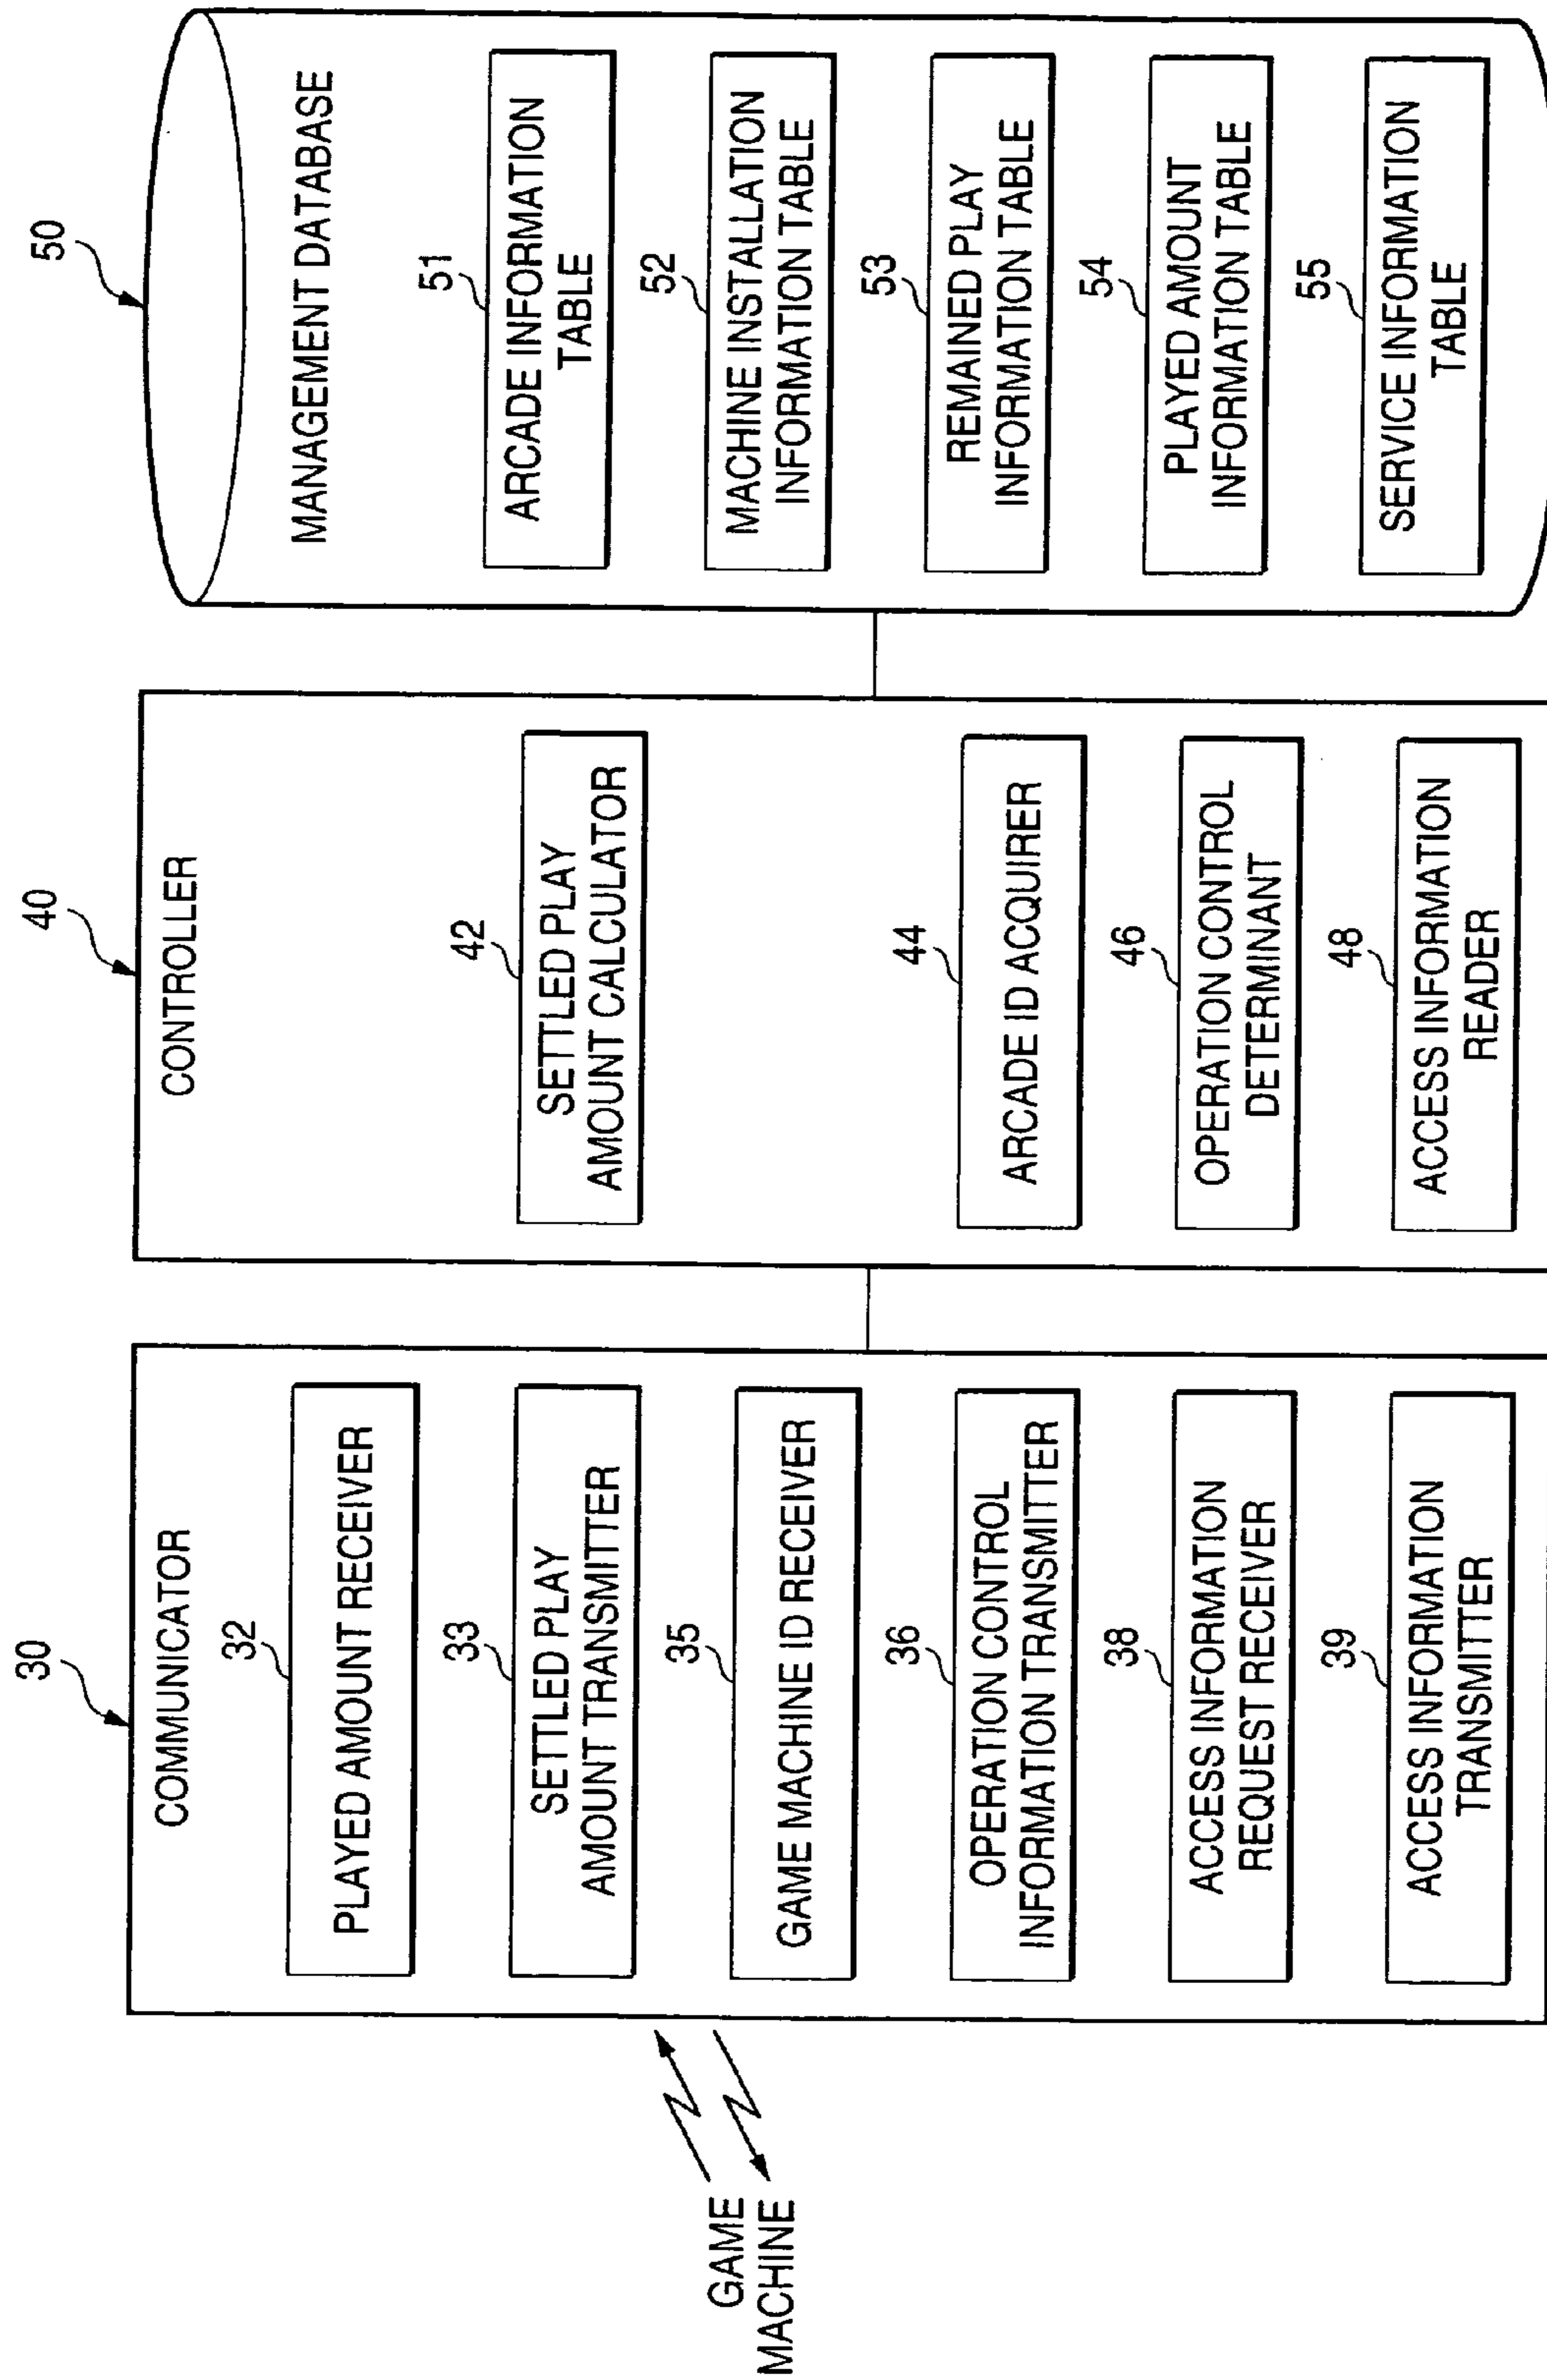 30
COMMUNICATOR
32
PLAYED AMOUNT RECEIVER
33
SETTLED PLAY
AMOUNT TRANSMITTER
35
GAME MACHINE ID RECEIVER
36
OPERATION CONTROL
INFORMATION TRANSMITTER
38
ACCESS INFORMATION
REQUEST RECEIVER
39
ACCESS INFORMATION
TRANSMITTER
GAME
MACHINE
40
CONTROLLER
42
SETTLED PLAY
AMOUNT CALCULATOR
44
ARCADE ID ACQUIRER
46
OPERATION CONTROL
DETERMINANT
48
ACCESS INFORMATION
READER
50
MANAGEMENT DATABASE
51
ARCADE INFORMATION
TABLE
52
MACHINE INSTALLATION
INFORMATION TABLE
53
REMAINED PLAY
INFORMATION TABLE
54
PLAYED AMOUNT
INFORMATION TABLE
55
SERVICE INFORMATION
TABLE